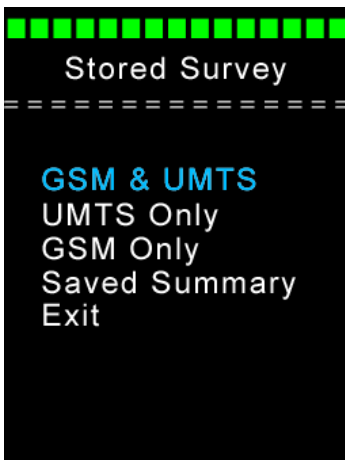 Stored Survey
===============
GSM & UMTS
UMTS Only
GSM Only
Saved Summary
Exit